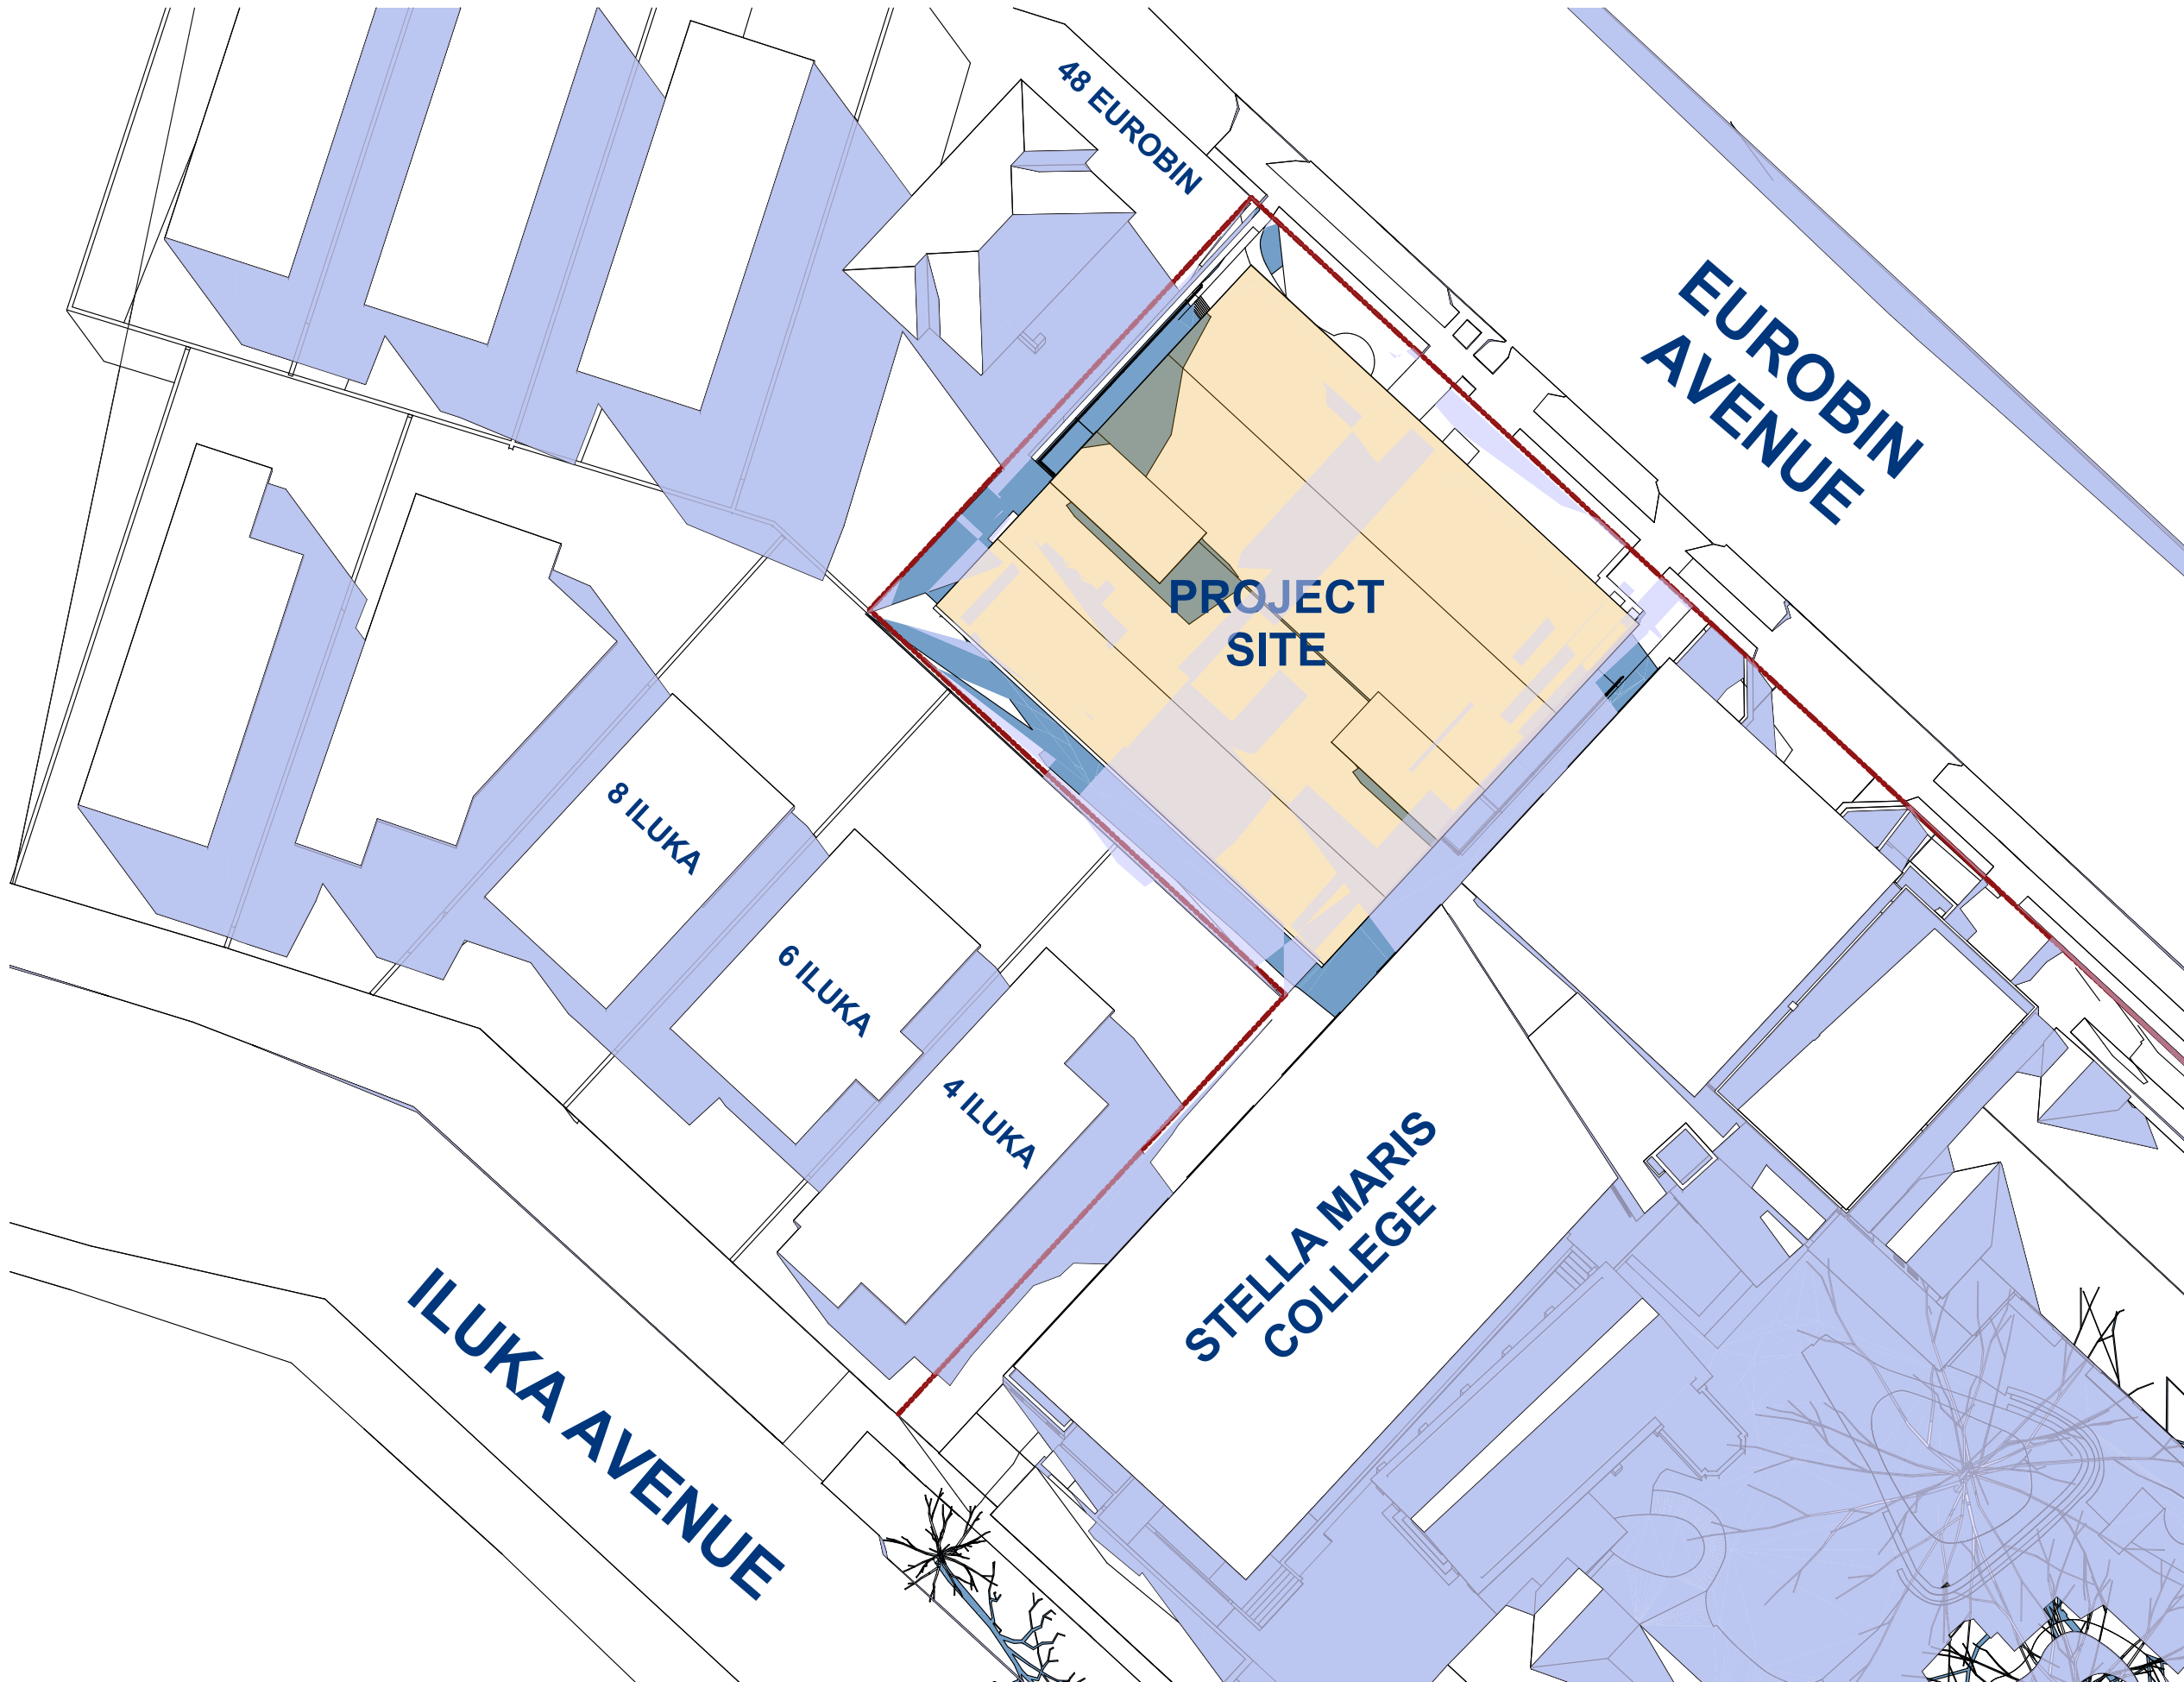 48 EUROBIN
EUROBIN
AVENUE
PROJECT
SITE
8 ILUKA
6 ILUKA
4 ILUKA
STELLA MARIS
COLLEGE
ILUKA AVENUE